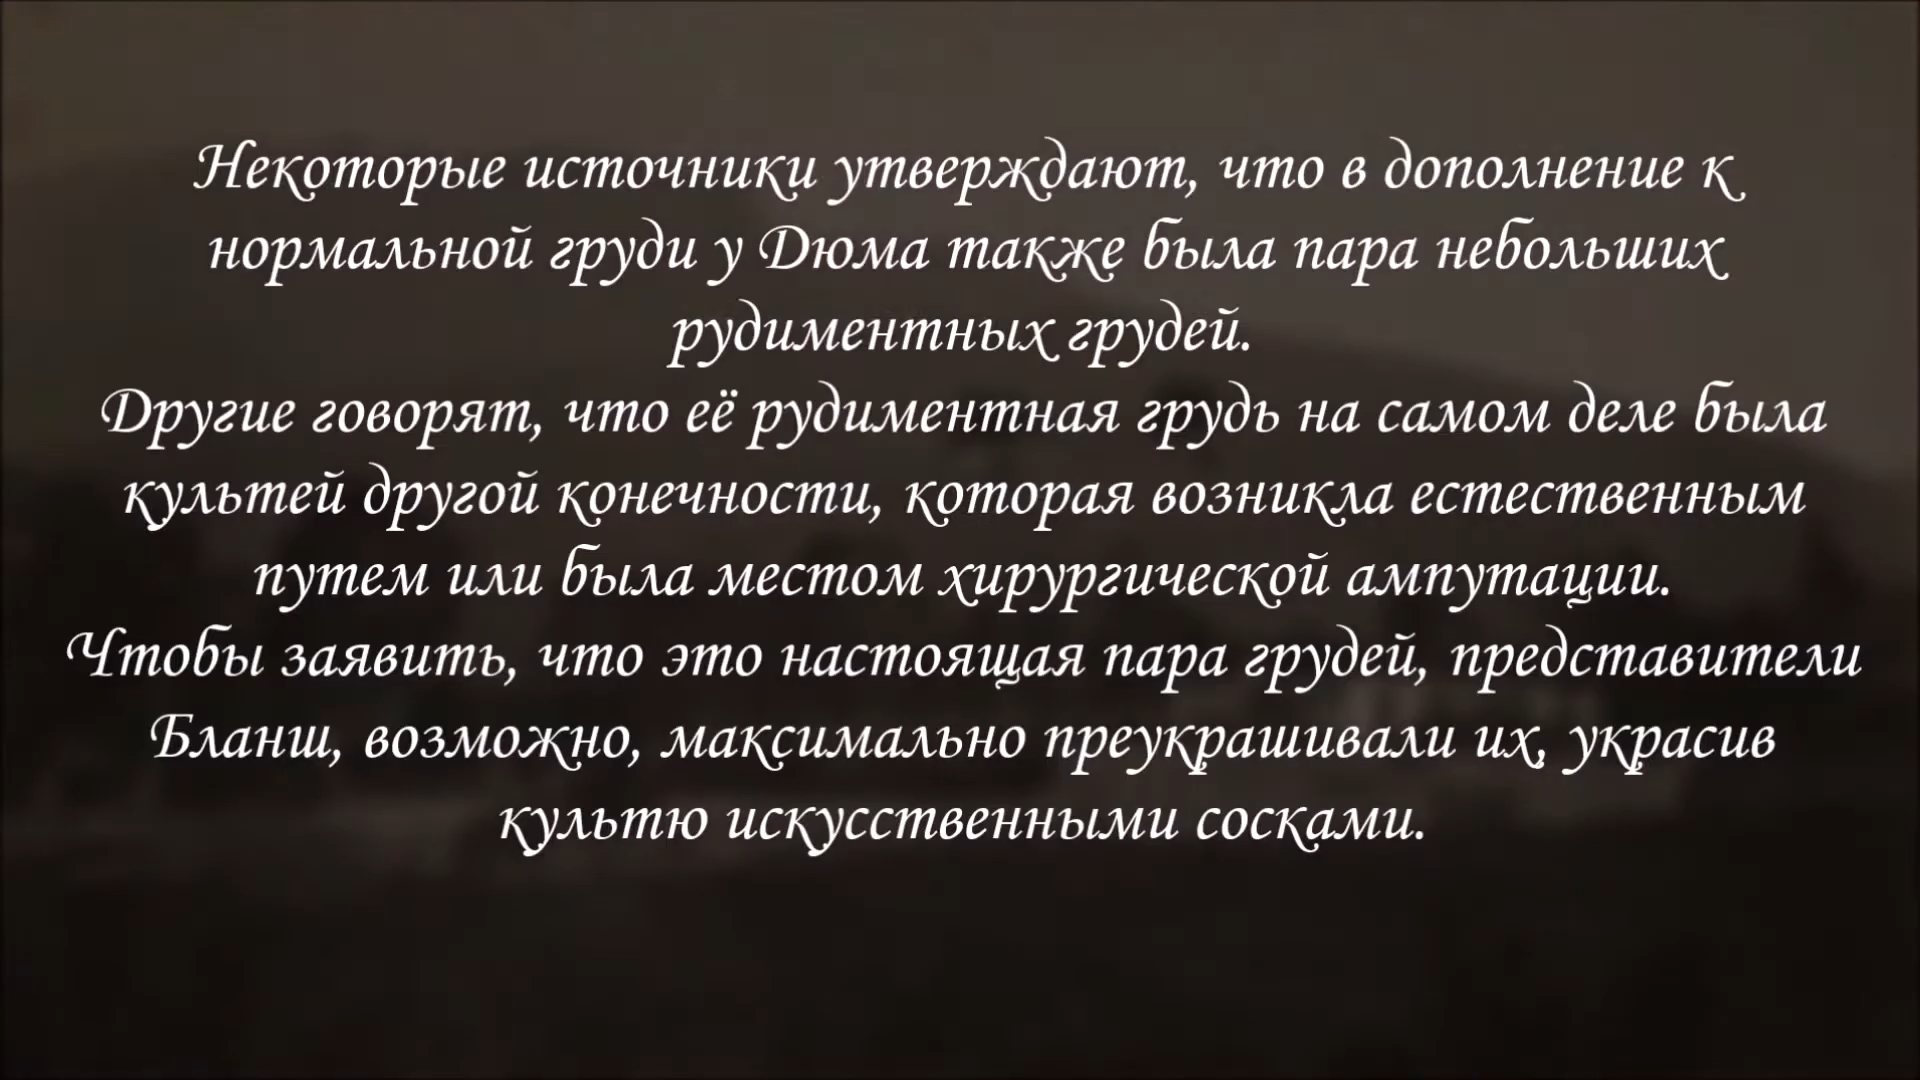 Некоторые источники утверждают, что в дополнение к
нормальной груди у Дюма также была пара небольших
рудиментных грудей.
Другие говорят, что её рудиментная грудь на самом деле была
культей другой конечности, которая возникла естественным
путем или была местом хирургической ампутации.
Чтобы заявить, что это настоящая пара грудей, представители
Бланш, возможно, максимально преукрашивали их, украсив
культю искусственными сосками.